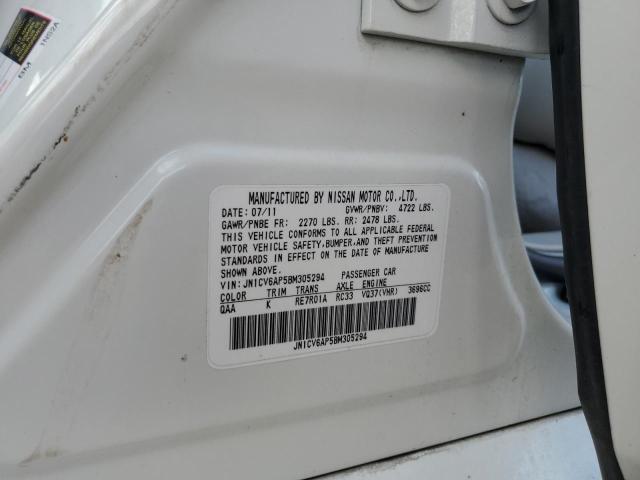 MANUFACTURED BY NISSAN MOTOR CO.,LTD.
DATE: 07/11 GVWR/PNBV: 4722 LBS.
GAWR/PNBE FR: 2270 LBS. RR: 2478 LBS.
THIS VEHICLE CONFORMS TO ALL APPLICABLE FEDERAL
MOTOR VEHICLE SAFETY,BUMPER,AND THEFT PREVENTION
STANDARDS IN EFFECT ON THE DATE OF MANUFACTURE
SHOWN ABOVE.
VIN:JN1CV6AP5BM305294 PASSENGER CAR
COLOR TRIM TRANS AXLE ENGINE
QAA K RE7R01A RC33 VQ37(VHR) 3696CC
JN1CV6AP5BM305294